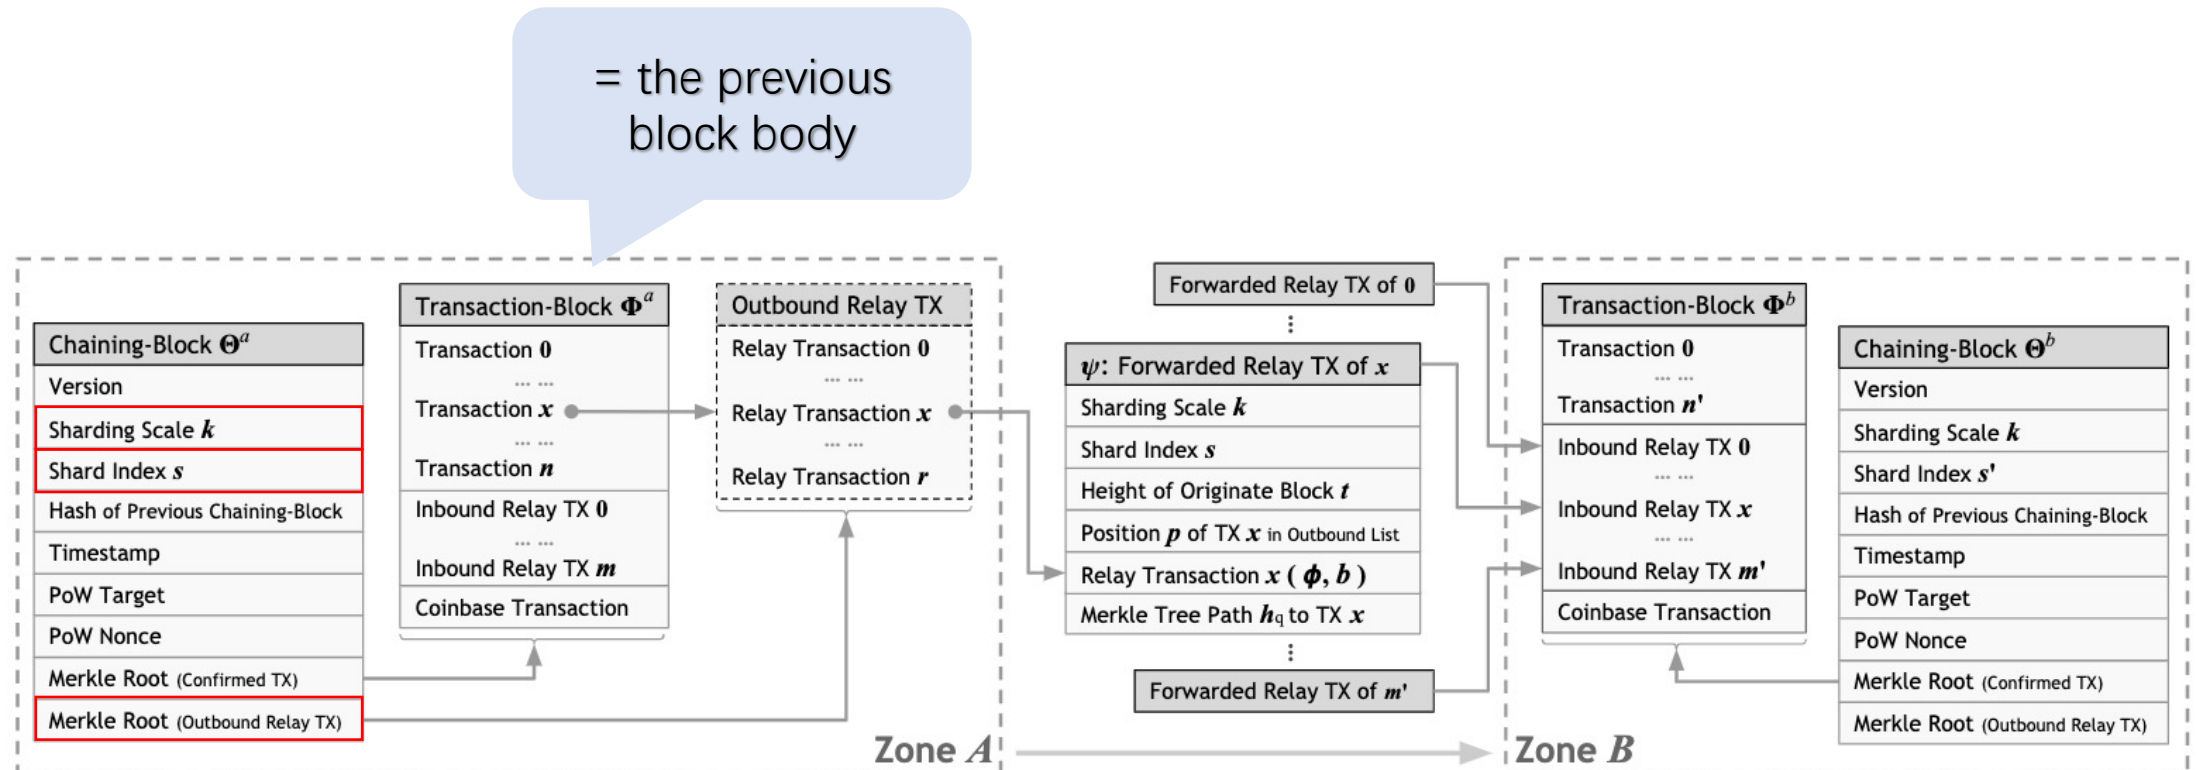 = the previous
block body
Chaining-Block Θᵃ
Version
Sharding Scale k
Shard Index s
Hash of Previous Chaining-Block
Timestamp
PoW Target
PoW Nonce
Merkle Root (Confirmed TX)
Merkle Root (Outbound Relay TX)
Transaction-Block Φᵃ
Transaction 0
... ...
Transaction x
... ...
Transaction n
Inbound Relay TX 0
... ...
Inbound Relay TX m
Coinbase Transaction
Outbound Relay TX
Relay Transaction 0
... ...
Relay Transaction x
... ...
Relay Transaction r
Zone A
Forwarded Relay TX of 0
⋮
ψ: Forwarded Relay TX of x
Sharding Scale k
Shard Index s
Height of Originate Block t
Position p of TX x in Outbound List
Relay Transaction x ( ϕ, b )
Merkle Tree Path hq to TX x
⋮
Forwarded Relay TX of m'
Zone B
Transaction-Block Φᵇ
Transaction 0
... ...
Transaction n'
Inbound Relay TX 0
... ...
Inbound Relay TX x
... ...
Inbound Relay TX m'
Coinbase Transaction
Chaining-Block Θᵇ
Version
Sharding Scale k
Shard Index s'
Hash of Previous Chaining-Block
Timestamp
PoW Target
PoW Nonce
Merkle Root (Confirmed TX)
Merkle Root (Outbound Relay TX)